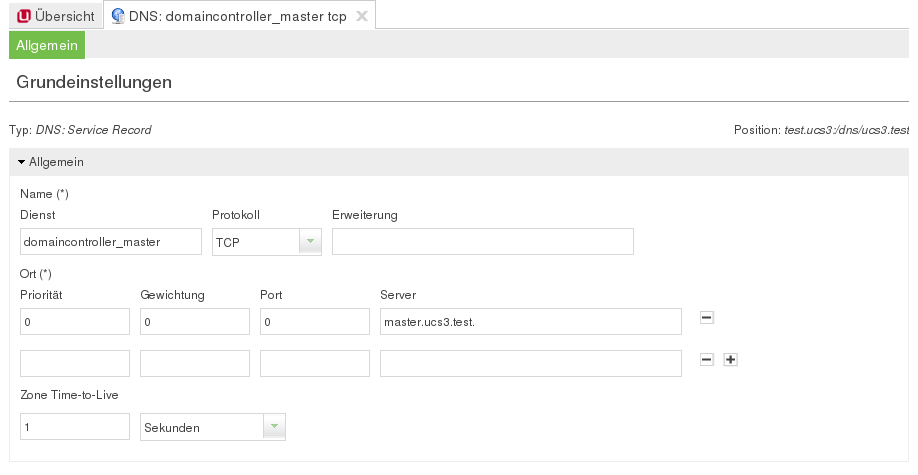 Übersicht DNS: domaincontroller_master tcp
Allgemein
Grundeinstellungen
Typ: DNS: Service Record Position: test.ucs3:/dns/ucs3.test
Allgemein
Name (*)
Dienst Protokoll Erweiterung
domaincontroller_master TCP
Ort (*)
Priorität Gewichtung Port Server
0 0 0 master.ucs3.test.
Zone Time-to-Live
1 Sekunden